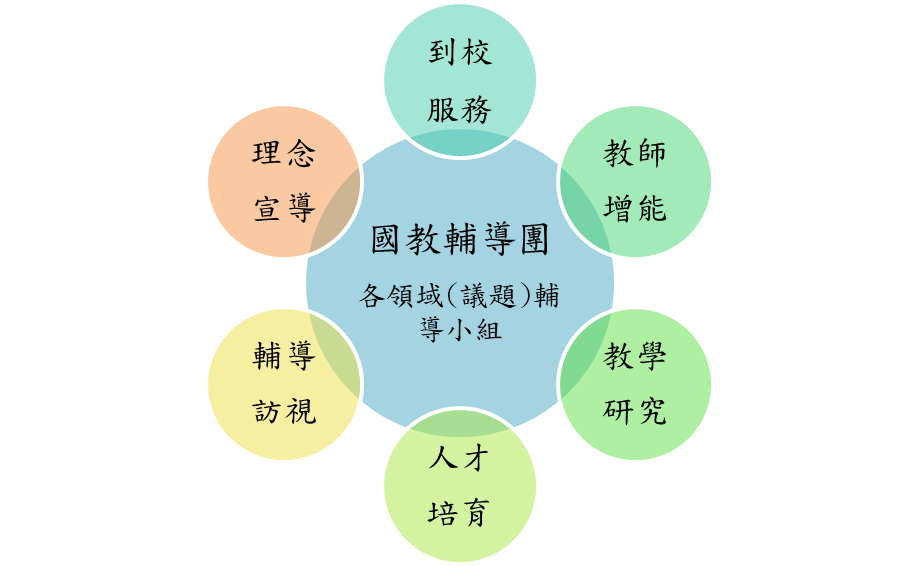 到校
服務
教師
增能
教學
研究
人才
培育
輔導
訪視
理念
宣導
國教輔導團
各領域(議題)輔
導小組